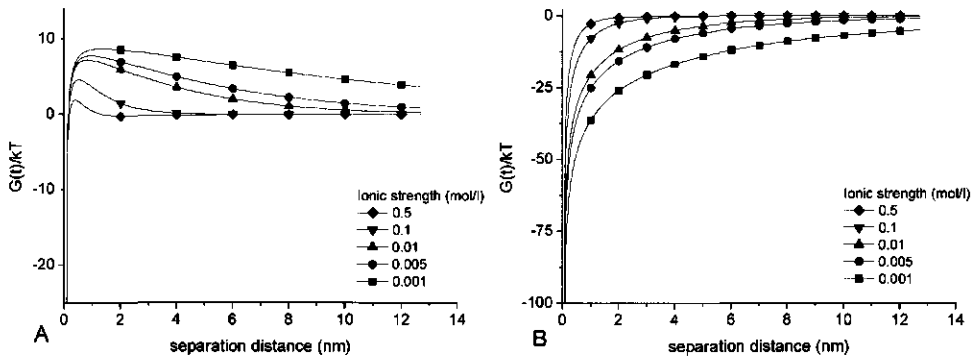 10
0
-10
-20
G(t)/kT
Ionic strength (mol/l)
0.5
0.1
0.01
0.005
0.001
0 2 4 6 8 10 12 14
A
separation distance (nm)
0
-25
-50
-75
-100
G(t)/kT
Ionic strength (mol/l)
0.5
0.1
0.01
0.005
0.001
0 2 4 6 8 10 12 14
B
separation distance (nm)